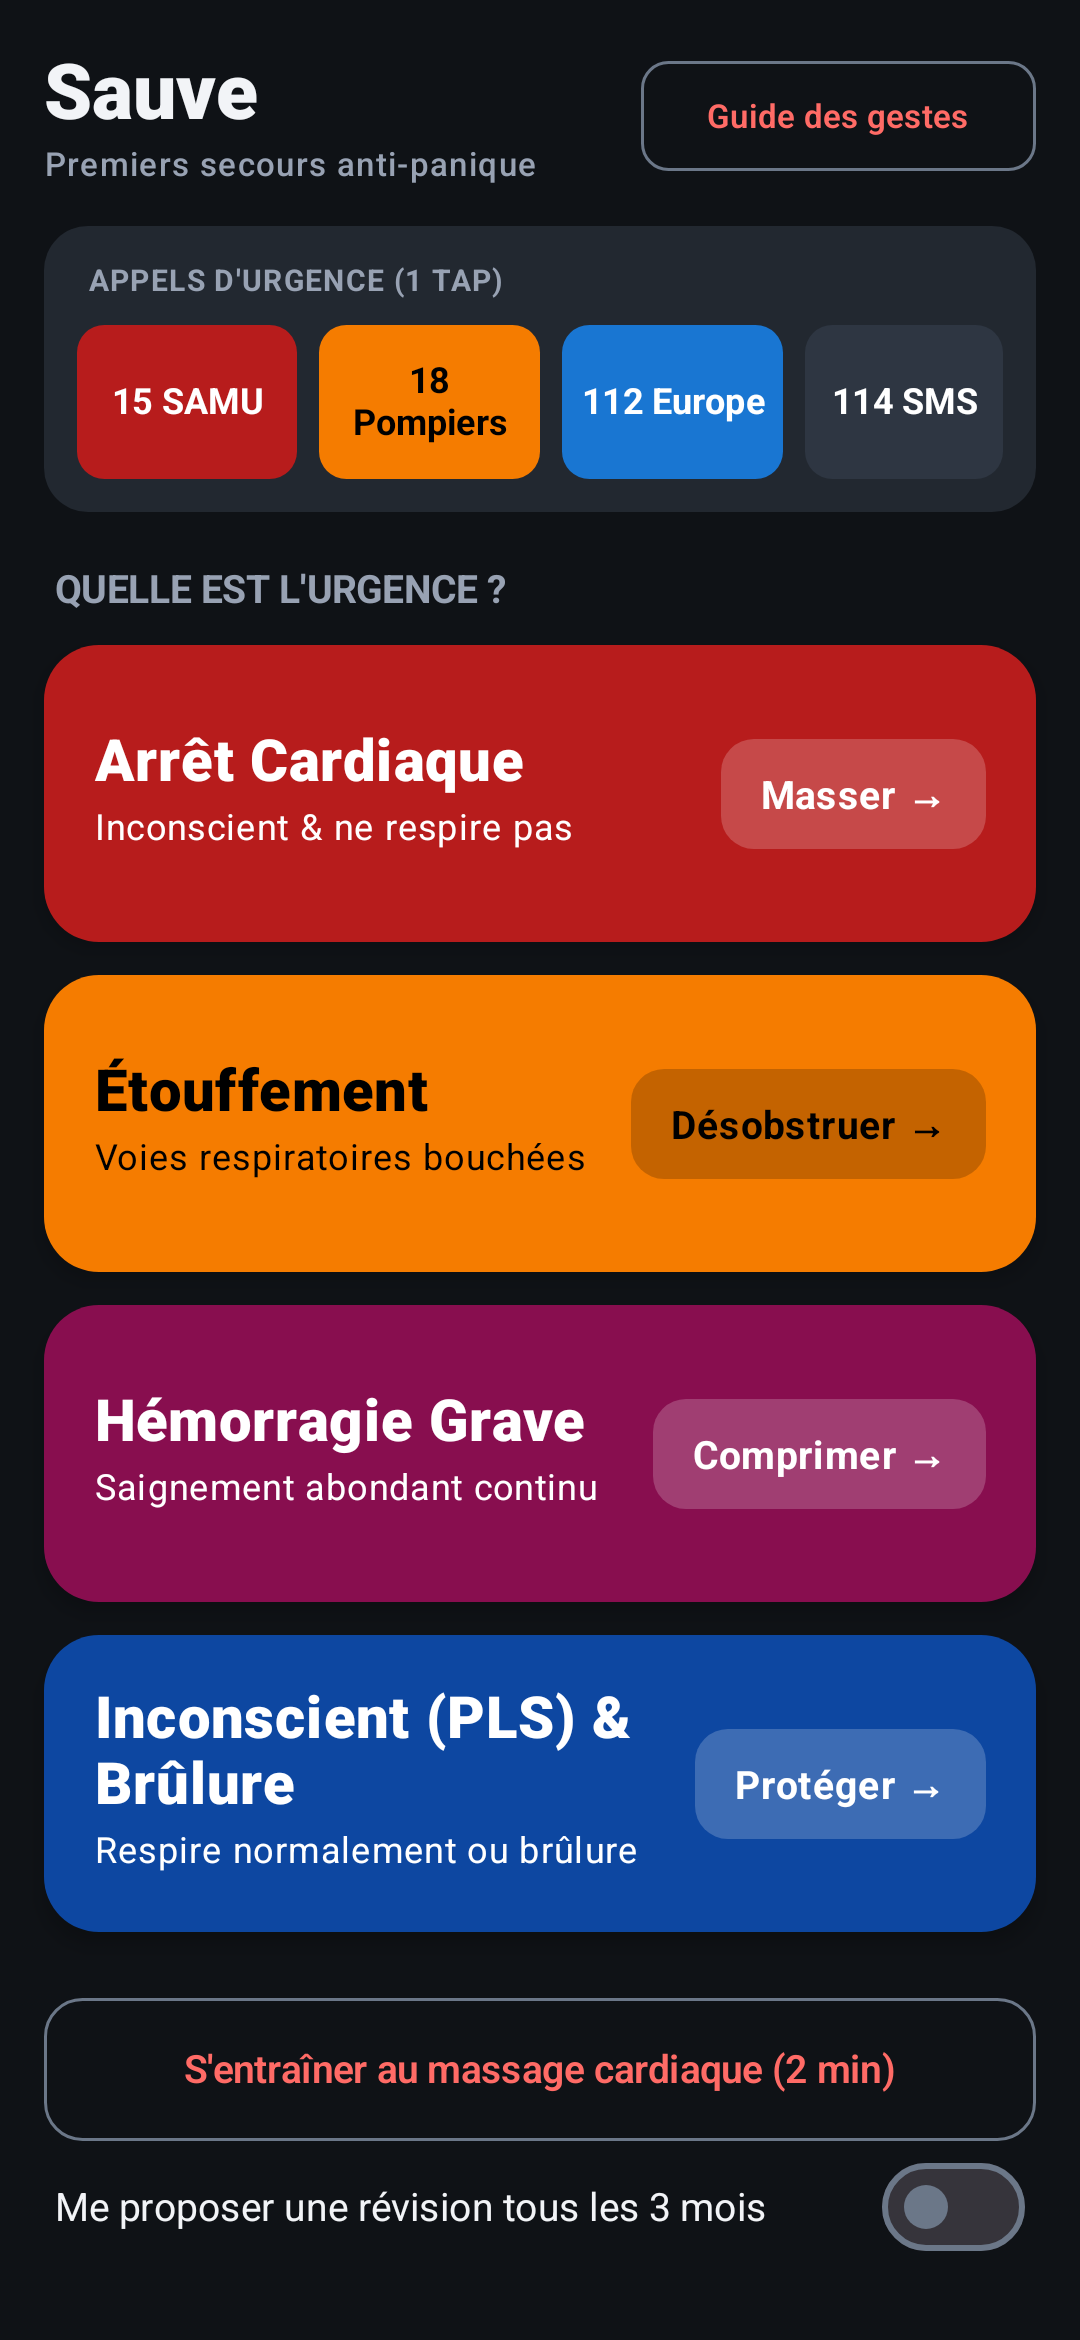 Sauve
Premiers secours anti-panique
Guide des gestes
APPELS D'URGENCE (1 TAP)
15 SAMU
18
Pompiers
112 Europe
114 SMS
QUELLE EST L'URGENCE ?
Arrêt Cardiaque
Inconscient & ne respire pas
Masser →
Étouffement
Voies respiratoires bouchées
Désobstruer →
Hémorragie Grave
Saignement abondant continu
Comprimer →
Inconscient (PLS) &
Brûlure
Respire normalement ou brûlure
Protéger →
S'entraîner au massage cardiaque (2 min)
Me proposer une révision tous les 3 mois